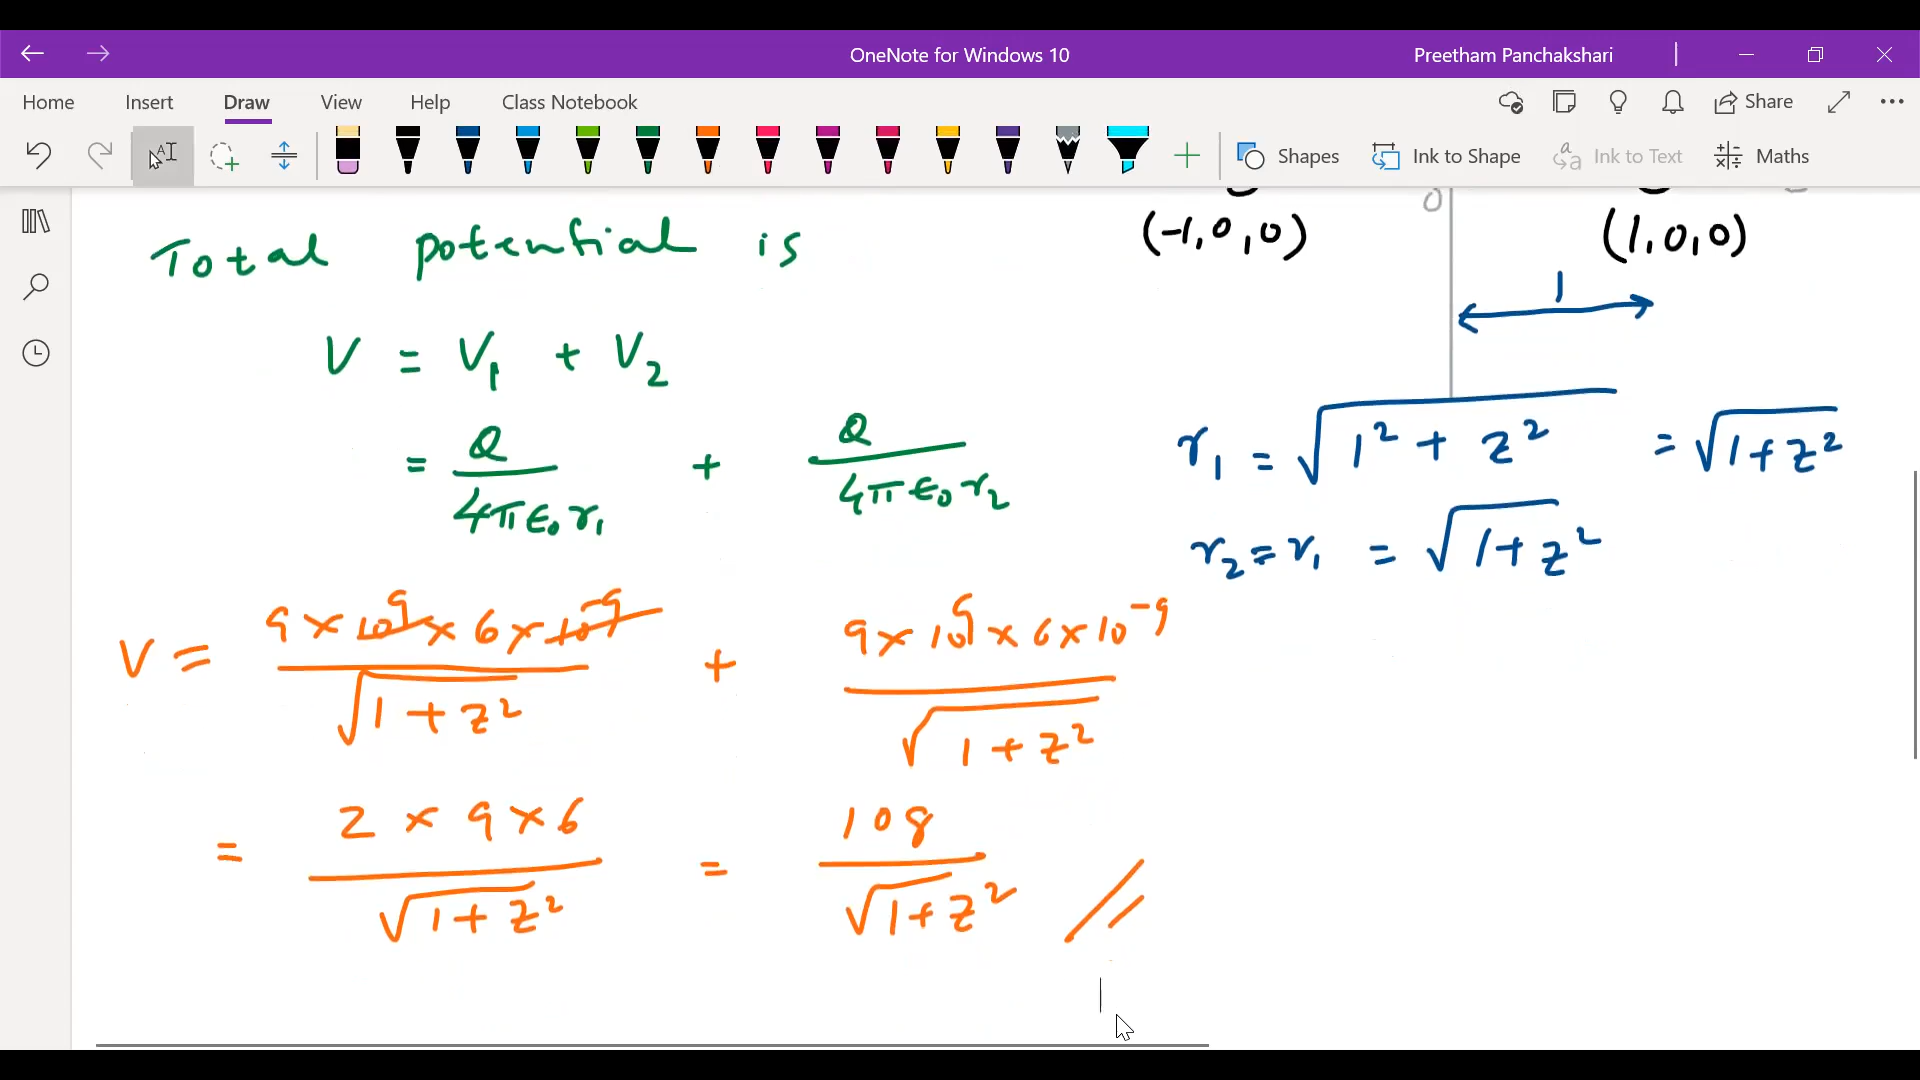 OneNote for Windows 10
Preetham Panchakshari
Home Insert Draw View Help Class Notebook
Share
Shapes Ink to Shape Ink to Text Maths
Total potential is
V = V₁ + V₂
= Q/4πε₀r₁ + Q/4πε₀r₂
V = 9×10⁹×6×10⁻⁹/√1+z² + 9×10⁹×6×10⁻⁹/√1+z²
= 2×9×6/√1+z² = 108/√1+z² //
0
(-1,0,0) (1,0,0)
1
r₁ = √1²+z² = √1+z²
r₂=r₁ = √1+z²